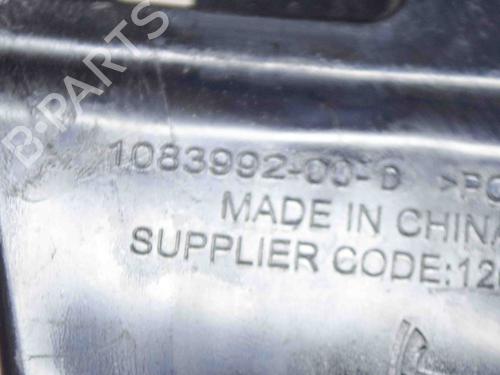 B-PARTS
1083992-00-D >P
MADE IN CHINA
SUPPLIER CODE:12